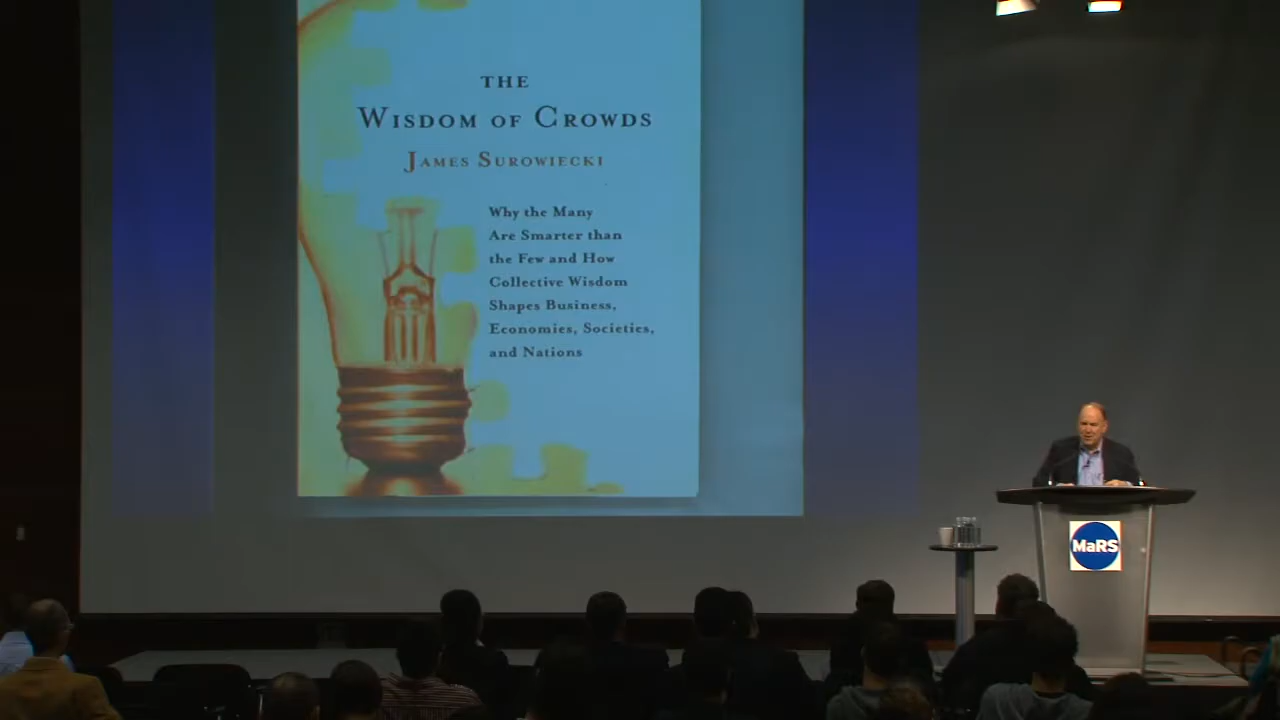 THE
WISDOM OF CROWDS
JAMES SUROWIECKI
Why the Many
Are Smarter than
the Few and How
Collective Wisdom
Shapes Business,
Economies, Societies,
and Nations
MaRS